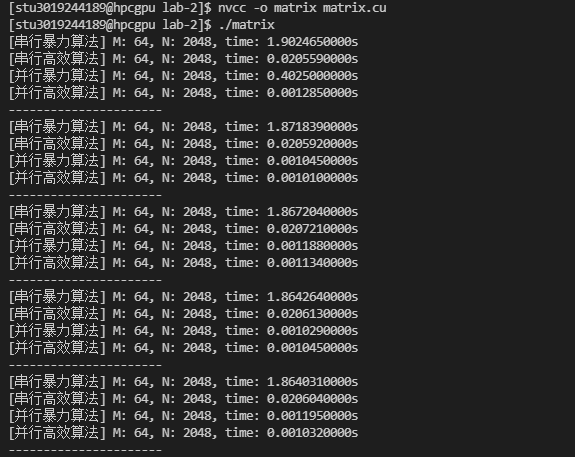 [stu3019244189@hpcgpu lab-2]$ nvcc -o matrix matrix.cu
[stu3019244189@hpcgpu lab-2]$ ./matrix
[串行暴力算法] M: 64, N: 2048, time: 1.9024650000s
[串行高效算法] M: 64, N: 2048, time: 0.0205590000s
[并行暴力算法] M: 64, N: 2048, time: 0.4025000000s
[并行高效算法] M: 64, N: 2048, time: 0.0012850000s
----------------------
[串行暴力算法] M: 64, N: 2048, time: 1.8718390000s
[串行高效算法] M: 64, N: 2048, time: 0.0205920000s
[并行暴力算法] M: 64, N: 2048, time: 0.0010450000s
[并行高效算法] M: 64, N: 2048, time: 0.0010100000s
----------------------
[串行暴力算法] M: 64, N: 2048, time: 1.8672040000s
[串行高效算法] M: 64, N: 2048, time: 0.0207210000s
[并行暴力算法] M: 64, N: 2048, time: 0.0011880000s
[并行高效算法] M: 64, N: 2048, time: 0.0011340000s
----------------------
[串行暴力算法] M: 64, N: 2048, time: 1.8642640000s
[串行高效算法] M: 64, N: 2048, time: 0.0206130000s
[并行暴力算法] M: 64, N: 2048, time: 0.0010290000s
[并行高效算法] M: 64, N: 2048, time: 0.0010450000s
----------------------
[串行暴力算法] M: 64, N: 2048, time: 1.8640310000s
[串行高效算法] M: 64, N: 2048, time: 0.0206040000s
[并行暴力算法] M: 64, N: 2048, time: 0.0011950000s
[并行高效算法] M: 64, N: 2048, time: 0.0010320000s
----------------------